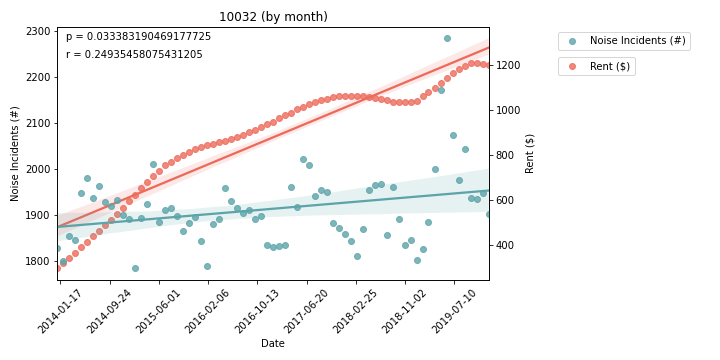 10032 (by month)
p = 0.033383190469177725
r = 0.24935458075431205
Noise Incidents (#)
Rent ($)
2300
2200
2100
2000
1900
1800
Noise Incidents (#)
1200
1000
800
600
400
Rent ($)
2014-01-17
2014-09-24
2015-06-01
2016-02-06
2016-10-13
2017-06-20
2018-02-25
2018-11-02
2019-07-10
Date